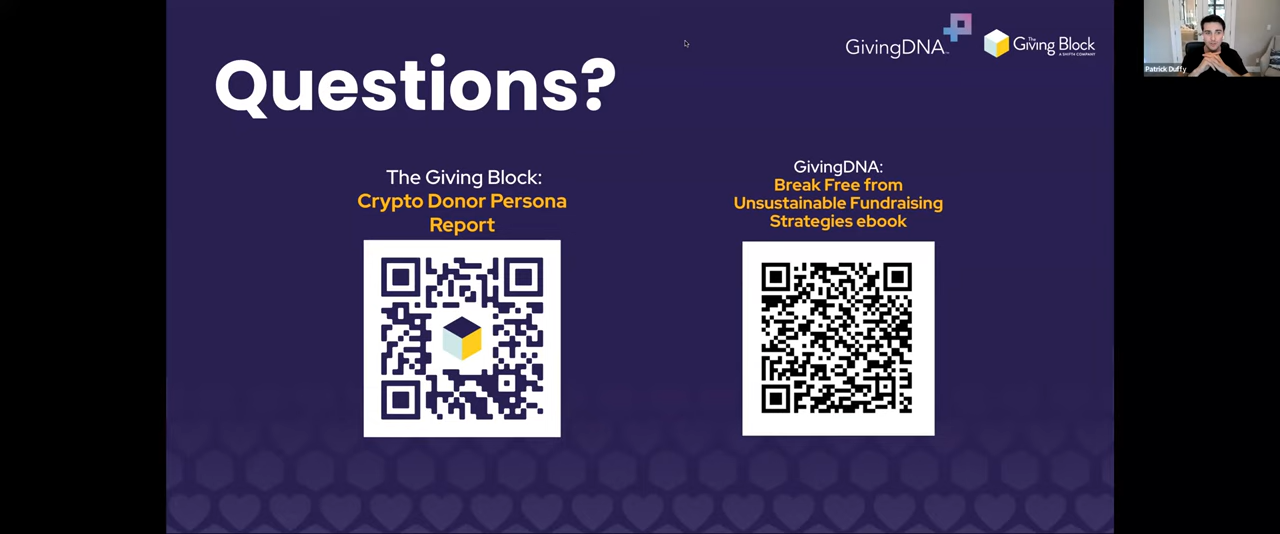 Questions?
GivingDNA
The
Giving Block
A SHIFT4 COMPANY
Patrick Duffy
The Giving Block:
Crypto Donor Persona
Report
GivingDNA:
Break Free from
Unsustainable Fundraising
Strategies ebook